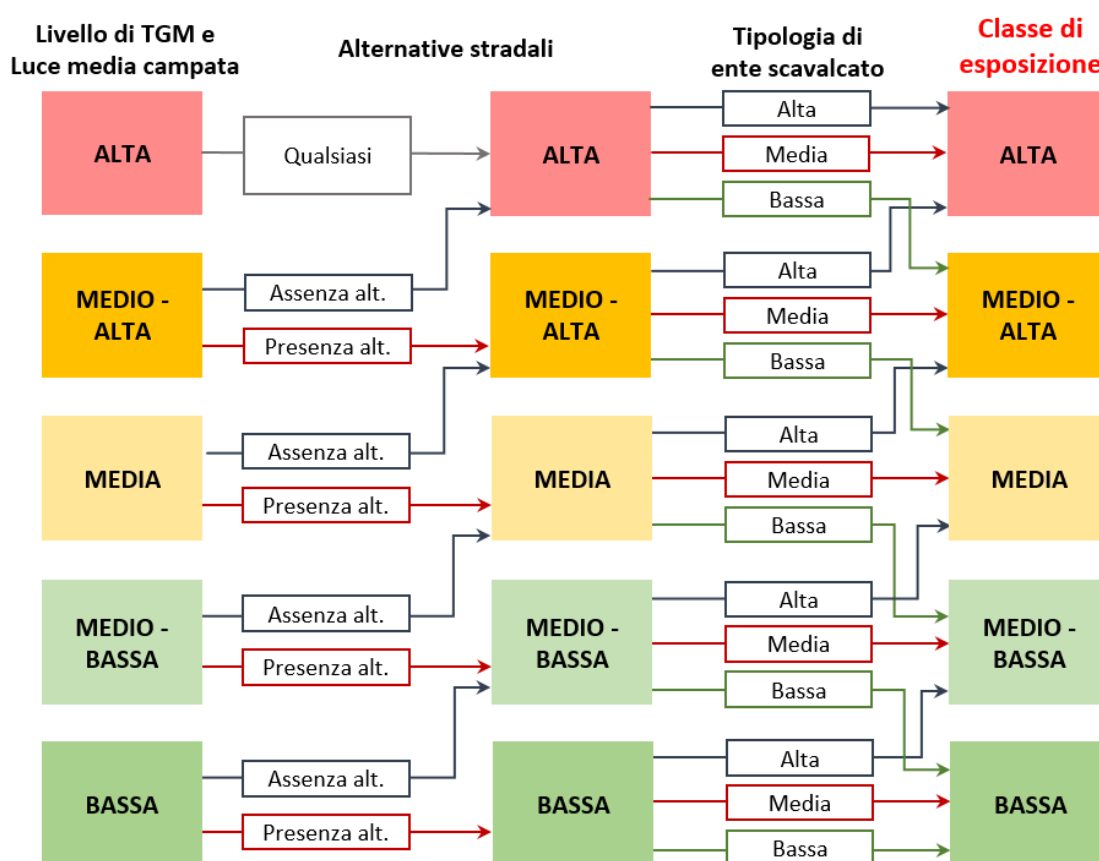 Livello di TGM e
Luce media campata
Alternative stradali
Tipologia di
ente scavalcato
Classe di
esposizione
ALTA
Qualsiasi
ALTA
Alta
Media
Bassa
ALTA
MEDIO -
ALTA
Assenza alt.
Presenza alt.
MEDIO -
ALTA
Alta
Media
Bassa
MEDIO -
ALTA
MEDIA
Assenza alt.
Presenza alt.
MEDIA
Alta
Media
Bassa
MEDIA
MEDIO -
BASSA
Assenza alt.
Presenza alt.
MEDIO -
BASSA
Alta
Media
Bassa
MEDIO -
BASSA
BASSA
Assenza alt.
Presenza alt.
BASSA
Alta
Media
Bassa
BASSA